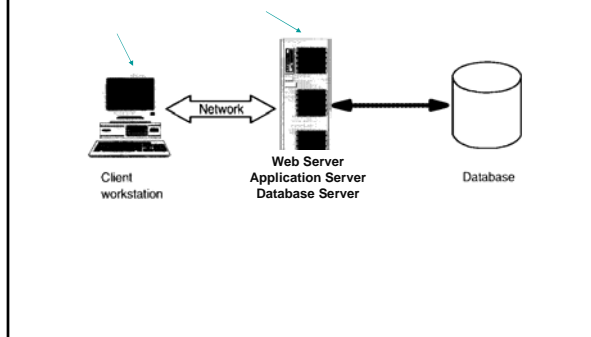 Network
Web Server
Application Server
Database Server
Client
workstation
Database